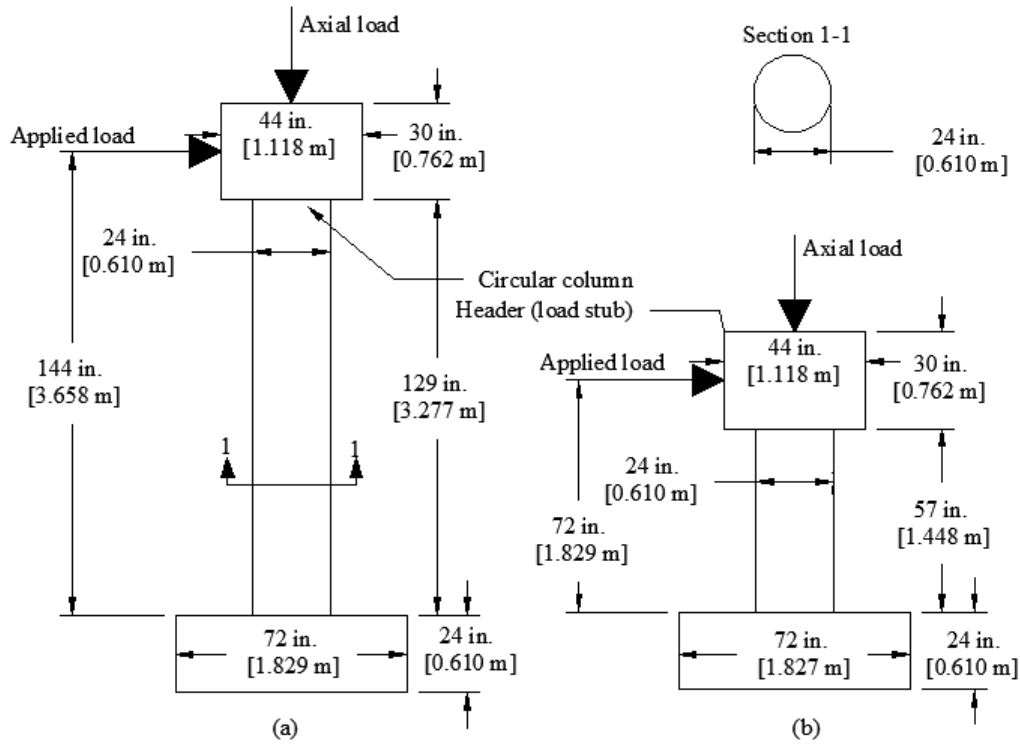 Axial load
Section 1-1
Applied load
44 in.
[1.118 m]
30 in.
[0.762 m]
24 in.
[0.610 m]
24 in.
[0.610 m]
Circular column
Header (load stub)
Axial load
144 in.
[3.658 m]
129 in.
[3.277 m]
Applied load
44 in.
[1.118 m]
30 in.
[0.762 m]
1
1
24 in.
[0.610 m]
72 in.
[1.829 m]
57 in.
[1.448 m]
72 in.
[1.829 m]
24 in.
[0.610 m]
72 in.
[1.827 m]
24 in.
[0.610 m]
(a)
(b)